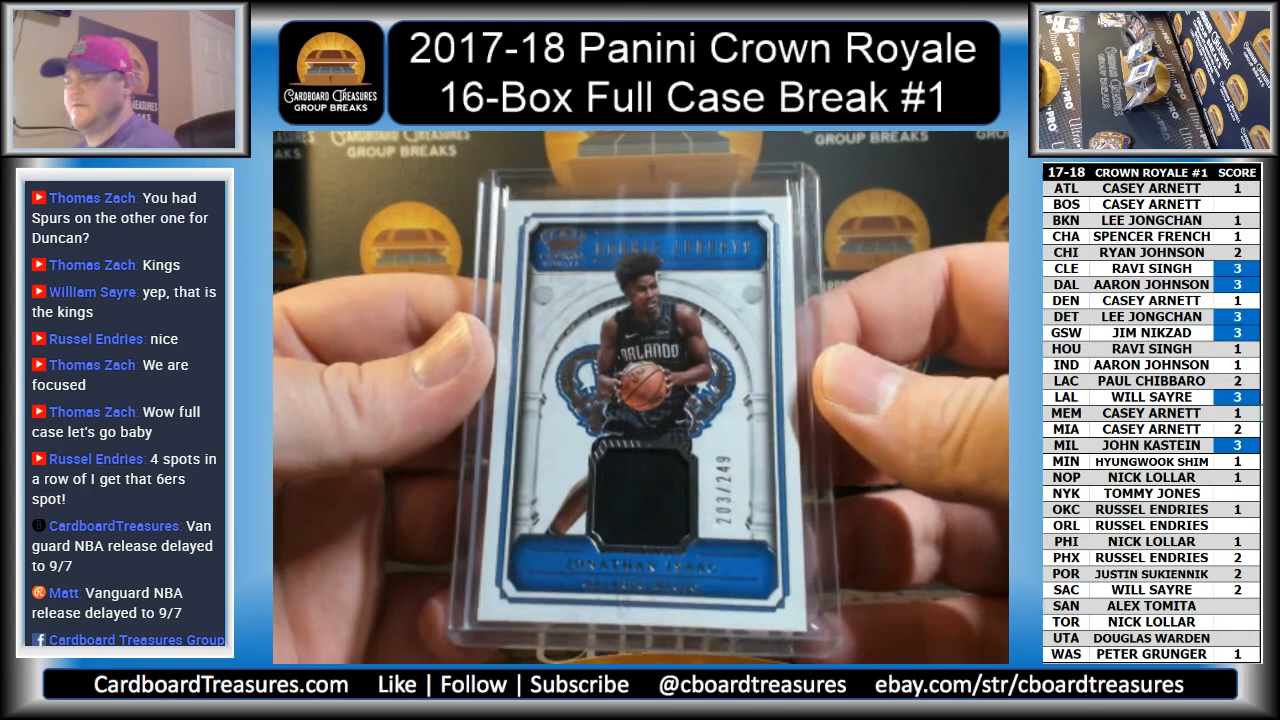 CARDBOARD TREASURES
GROUP BREAKS
2017-18 Panini Crown Royale
16-Box Full Case Break #1
Thomas Zach: You had
Spurs on the other one for
Duncan?
Thomas Zach: Kings
William Sayre: yep, that is
the kings
Russel Endries: nice
Thomas Zach: We are
focused
Thomas Zach: Wow full
case let's go baby
Russel Endries: 4 spots in
a row of I get that 6ers
spot!
CardboardTreasures: Van
guard NBA release delayed
to 9/7
Matt: Vanguard NBA
release delayed to 9/7
Cardboard Treasures Group
GROUP BREAKS
GROUP BREAKS
ORLANDO
203/249
JONATHAN ISAAC
17-18 CROWN ROYALE #1 SCORE
ATL CASEY ARNETT 1
BOS CASEY ARNETT
BKN LEE JONGCHAN 1
CHA SPENCER FRENCH 1
CHI RYAN JOHNSON 2
CLE RAVI SINGH 3
DAL AARON JOHNSON 3
DEN CASEY ARNETT 1
DET LEE JONGCHAN 3
GSW JIM NIKZAD 3
HOU RAVI SINGH 1
IND AARON JOHNSON 1
LAC PAUL CHIBBARO 2
LAL WILL SAYRE 3
MEM CASEY ARNETT 1
MIA CASEY ARNETT 2
MIL JOHN KASTEIN 3
MIN HYUNGWOOK SHIM 1
NOP NICK LOLLAR 1
NYK TOMMY JONES
OKC RUSSEL ENDRIES 1
ORL RUSSEL ENDRIES
PHI NICK LOLLAR 1
PHX RUSSEL ENDRIES 2
POR JUSTIN SUKIENNIK 2
SAC WILL SAYRE 2
SAN ALEX TOMITA
TOR NICK LOLLAR
UTA DOUGLAS WARDEN
WAS PETER GRUNGER 1
CardboardTreasures.com Like | Follow | Subscribe @cboardtreasures ebay.com/str/cboardtreasures